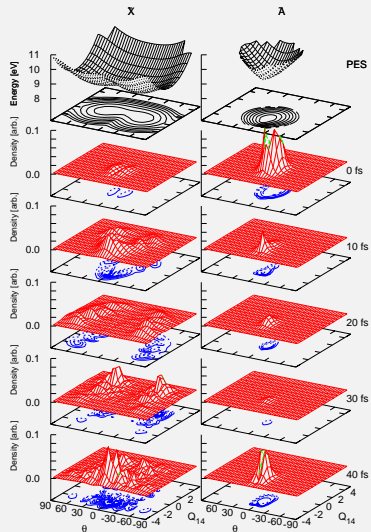 X A
11
10
9
8
Energy [eV]
PES
0.1
0.0
Density [arb.]
0 fs
0.1
0.0
Density [arb.]
10 fs
0.1
0.0
Density [arb.]
20 fs
0.1
0.0
Density [arb.]
30 fs
0.1
0.0
Density [arb.]
40 fs
90 60 30 0 -30 -60 -90 -4 -2 0 2 4
θ Q14
90 60 30 0 -30 -60 -90 -4 -2 0 2 4
θ Q14